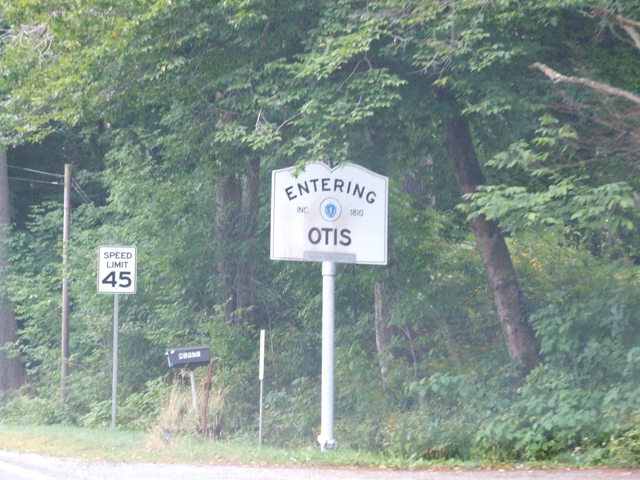 ENTERING
INC. 1810
OTIS
SPEED
LIMIT
45